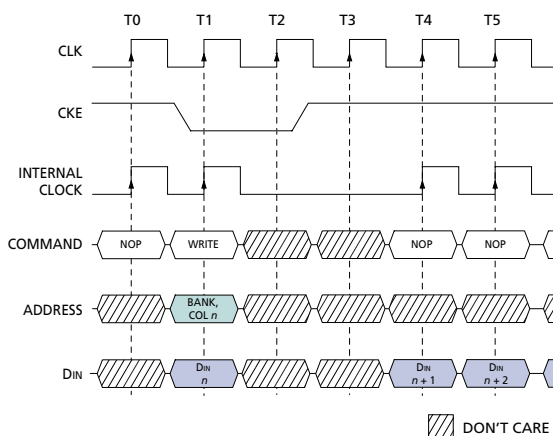 T0 T1 T2 T3 T4 T5
CLK
CKE
INTERNAL
CLOCK
COMMAND NOP WRITE NOP NOP
ADDRESS BANK,
COL n
DIN DIN
n DIN
n + 1 DIN
n + 2
DON'T CARE